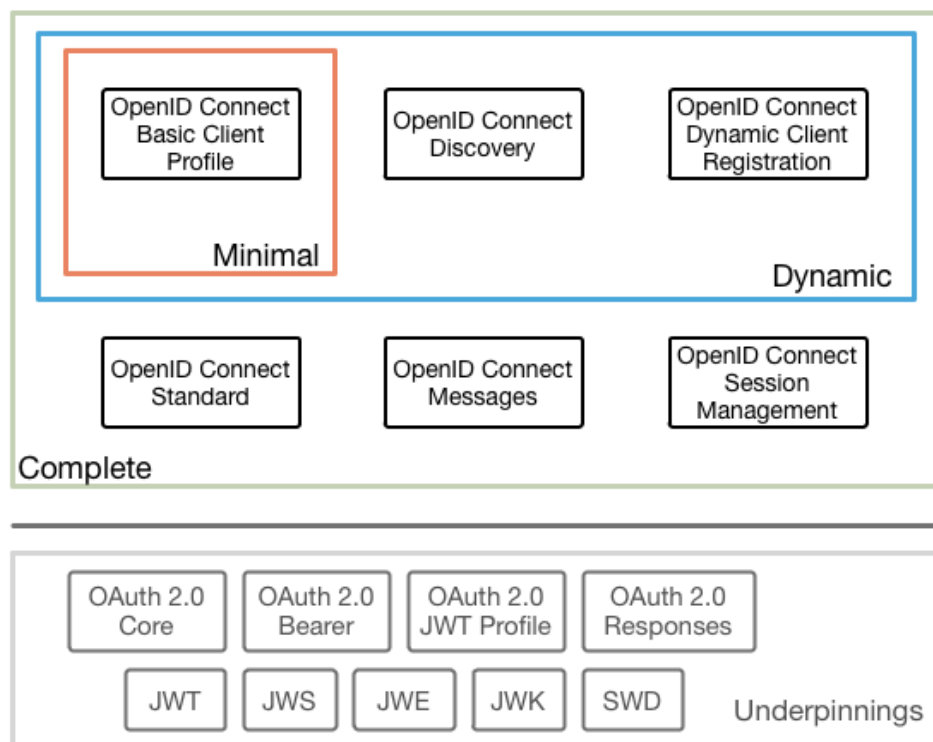 OpenID Connect
Basic Client
Profile
OpenID Connect
Discovery
OpenID Connect
Dynamic Client
Registration
Minimal
Dynamic
OpenID Connect
Standard
OpenID Connect
Messages
OpenID Connect
Session
Management
Complete
OAuth 2.0
Core
OAuth 2.0
Bearer
OAuth 2.0
JWT Profile
OAuth 2.0
Responses
JWT
JWS
JWE
JWK
SWD
Underpinnings